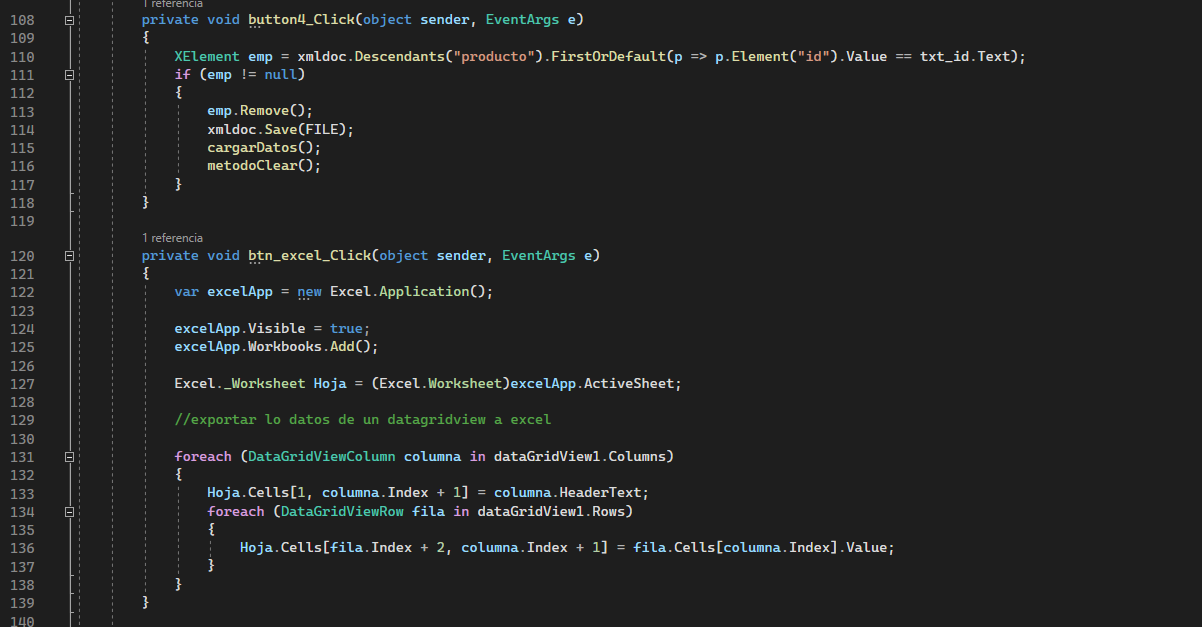 1 referencia
108 private void button4_Click(object sender, EventArgs e)
109 {
110 XElement emp = xmldoc.Descendants("producto").FirstOrDefault(p => p.Element("id").Value == txt_id.Text);
111 if (emp != null)
112 {
113 emp.Remove();
114 xmldoc.Save(FILE);
115 cargarDatos();
116 metodoClear();
117 }
118 }
119
1 referencia
120 private void btn_excel_Click(object sender, EventArgs e)
121 {
122 var excelApp = new Excel.Application();
123
124 excelApp.Visible = true;
125 excelApp.Workbooks.Add();
126
127 Excel._Worksheet Hoja = (Excel.Worksheet)excelApp.ActiveSheet;
128
129 //exportar lo datos de un datagridview a excel
130
131 foreach (DataGridViewColumn columna in dataGridView1.Columns)
132 {
133 Hoja.Cells[1, columna.Index + 1] = columna.HeaderText;
134 foreach (DataGridViewRow fila in dataGridView1.Rows)
135 {
136 Hoja.Cells[fila.Index + 2, columna.Index + 1] = fila.Cells[columna.Index].Value;
137 }
138 }
139 }
140